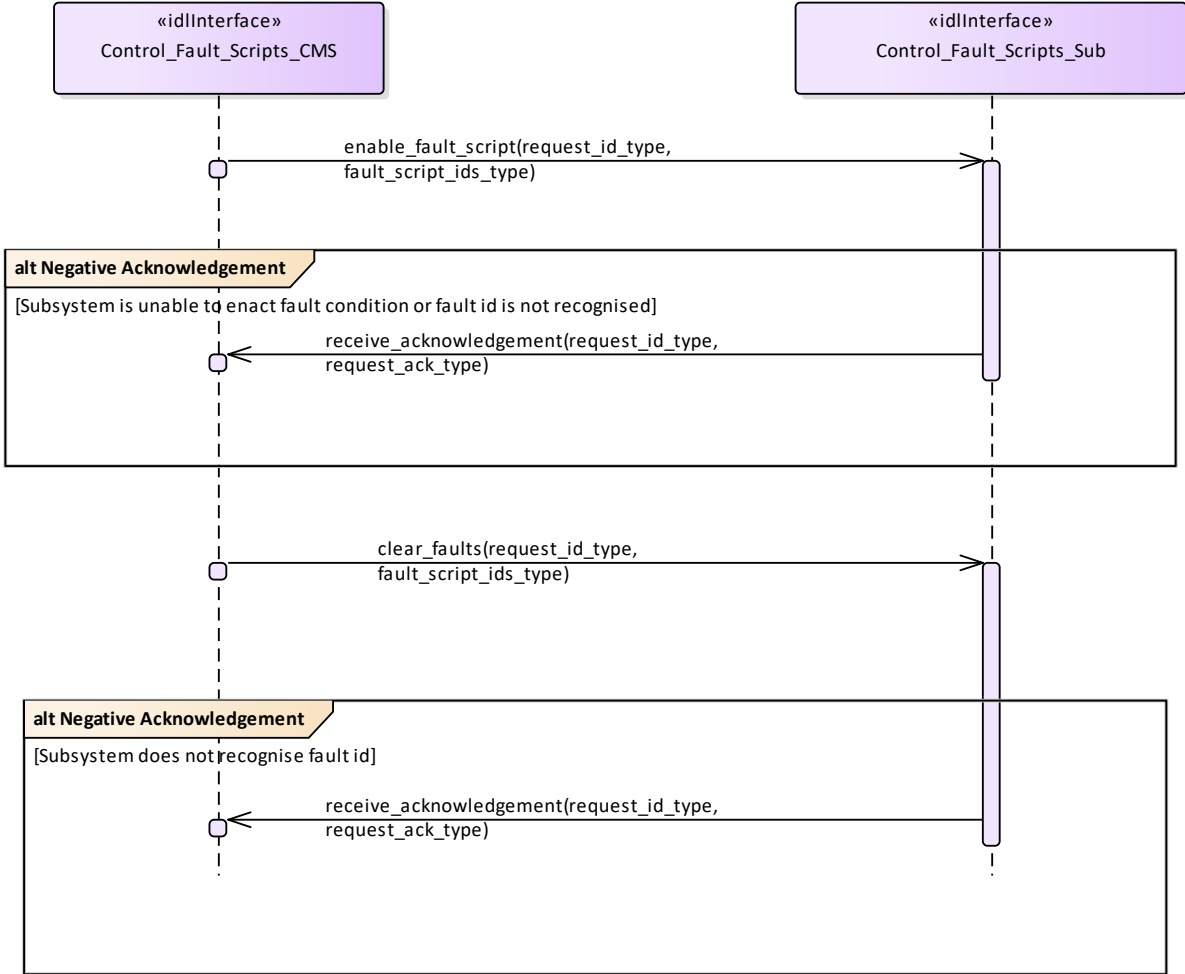 «idlInterface»
Control_Fault_Scripts_CMS
«idlInterface»
Control_Fault_Scripts_Sub
enable_fault_script(request_id_type,
fault_script_ids_type)
alt Negative Acknowledgement
[Subsystem is unable to enact fault condition or fault id is not recognised]
receive_acknowledgement(request_id_type,
request_ack_type)
clear_faults(request_id_type,
fault_script_ids_type)
alt Negative Acknowledgement
[Subsystem does not recognise fault id]
receive_acknowledgement(request_id_type,
request_ack_type)